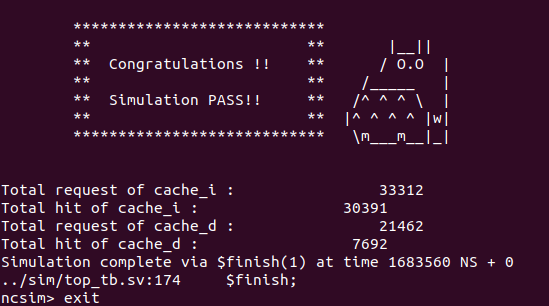 ****************************
**                        **       |__||
**  Congratulations !!    **      / O.O  |
**                        **    /_____   |
**  Simulation PASS!!     **   /^ ^ ^ \  |
**                        **  |^ ^ ^ ^ |w|
****************************   \m___m__|_|
Total request of cache_i :                 33312
Total hit of cache_i :                 30391
Total request of cache_d :                 21462
Total hit of cache_d :                  7692
Simulation complete via $finish(1) at time 1683560 NS + 0
../sim/top_tb.sv:174     $finish;
ncsim> exit